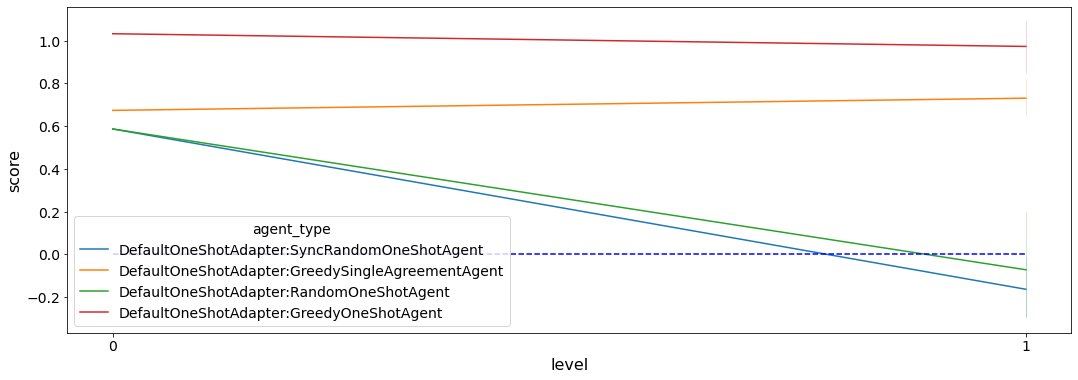 1.0
0.8
0.6
0.4
0.2
0.0
−0.2
score
agent_type
DefaultOneShotAdapter:SyncRandomOneShotAgent
DefaultOneShotAdapter:GreedySingleAgreementAgent
DefaultOneShotAdapter:RandomOneShotAgent
DefaultOneShotAdapter:GreedyOneShotAgent
0
1
level